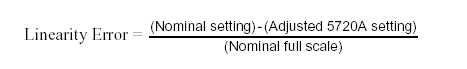 Linearity Error = (Nominal setting)-(Adjusted 5720A setting)
(Nominal full scale)